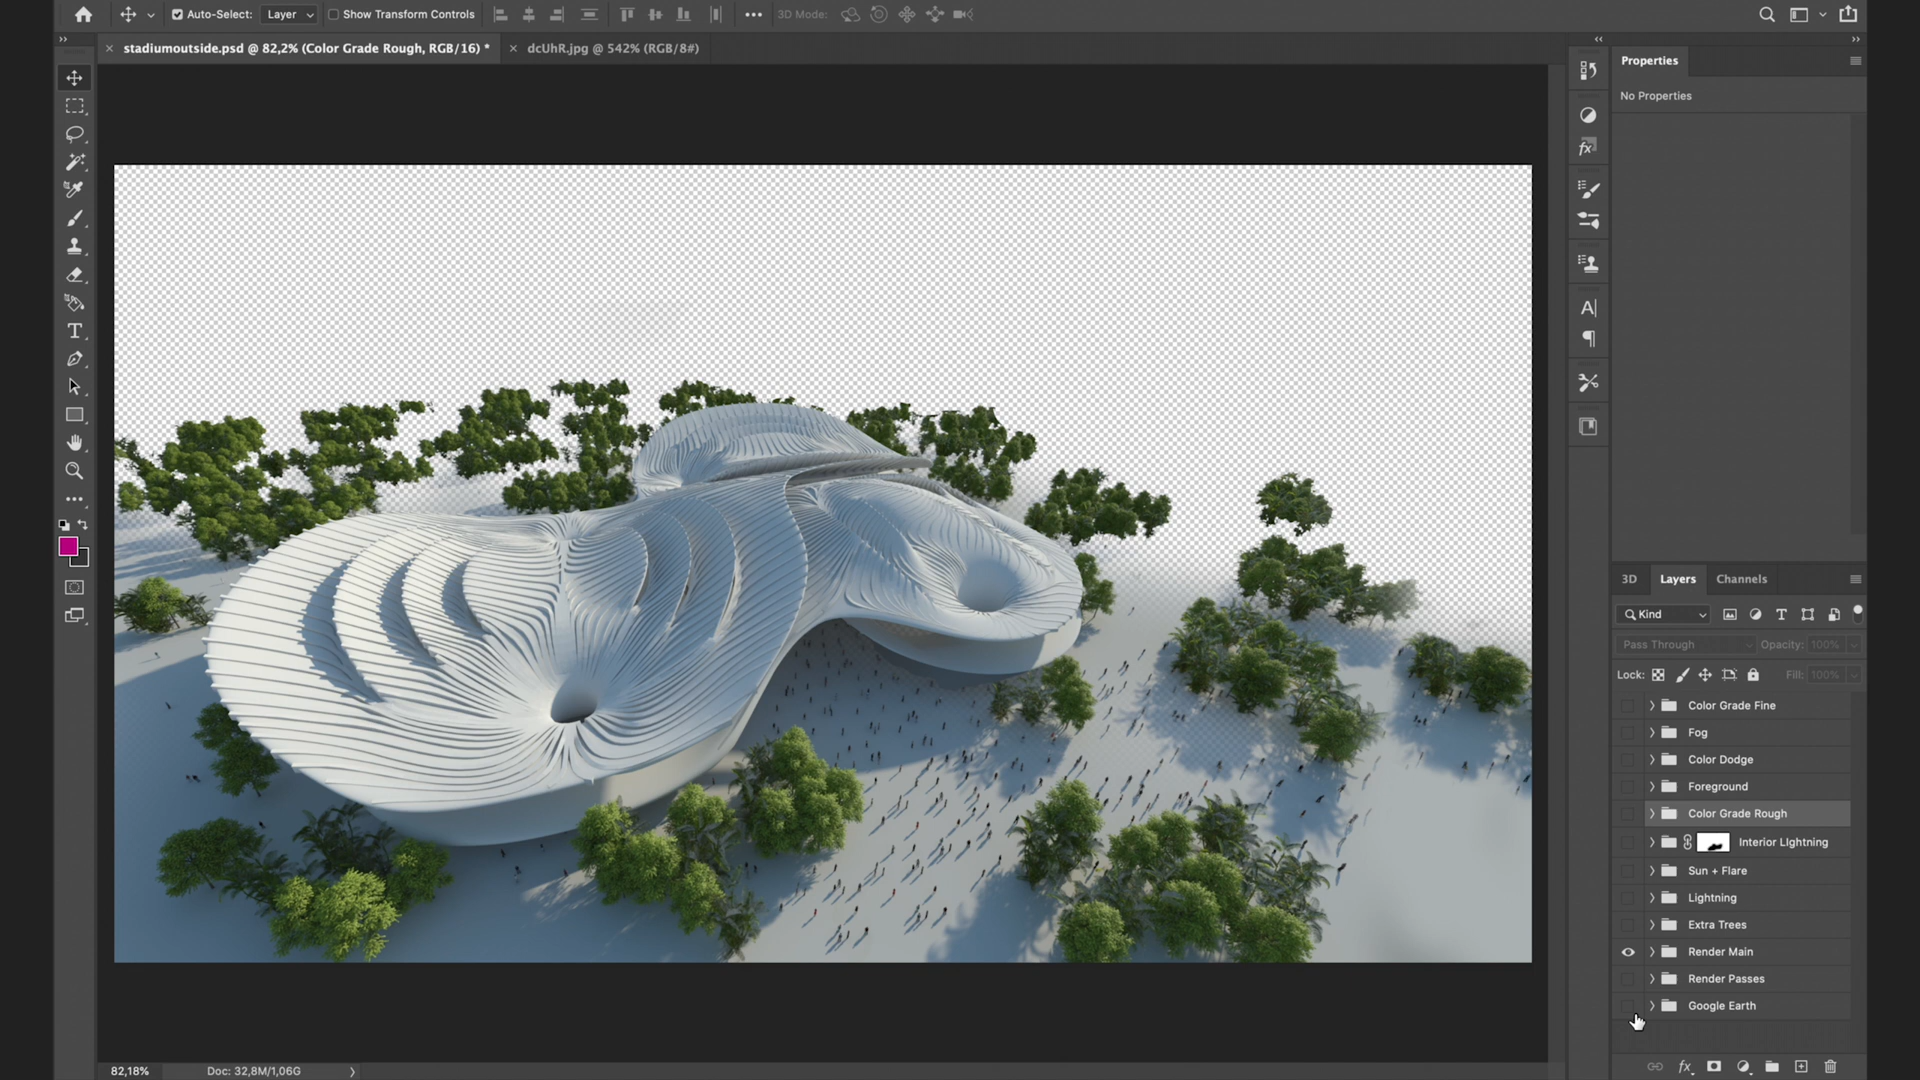 Auto-Select: Layer Show Transform Controls 3D Mode:
stadiumoutside.psd @ 82,2% (Color Grade Rough, RGB/16) * dcUhR.jpg @ 542% (RGB/8#)
Properties
No Properties
3D Layers Channels
Kind
Pass Through Opacity: 100%
Lock: Fill: 100%
Color Grade Fine
Fog
Color Dodge
Foreground
Color Grade Rough
Interior LIghtning
Sun + Flare
Lightning
Extra Trees
Render Main
Render Passes
Google Earth
82,18% Doc: 32,8M/1,06G